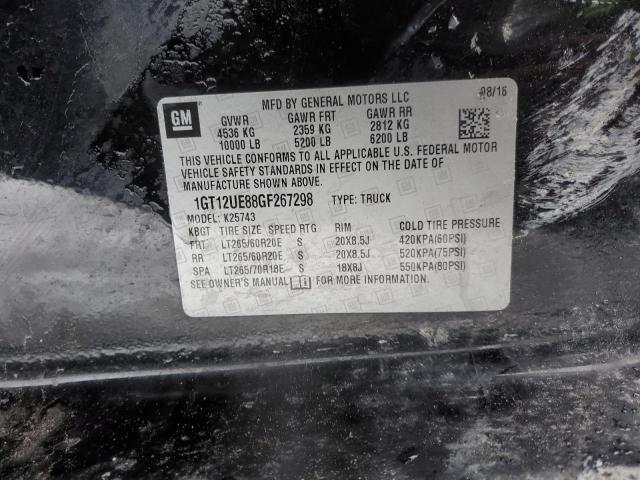 MFD BY GENERAL MOTORS LLC 08/16
GM
GVWR GAWR FRT GAWR RR
4536 KG 2359 KG 2812 KG
10000 LB 5200 LB 6200 LB
THIS VEHICLE CONFORMS TO ALL APPLICABLE U.S. FEDERAL MOTOR
VEHICLE SAFETY STANDARDS IN EFFECT ON THE DATE OF
MANUFACTURE SHOWN ABOVE.
1GT12UE88GF267298 TYPE: TRUCK
MODEL: K25743
KBGT TIRE SIZE SPEED RTG RIM COLD TIRE PRESSURE
FRT LT265/60R20E S 20X8.5J 420KPA(60PSI)
RR LT265/60R20E S 20X8.5J 520KPA(75PSI)
SPA LT265/70R18E S 18X8J 550KPA(80PSI)
SEE OWNER'S MANUAL FOR MORE INFORMATION.